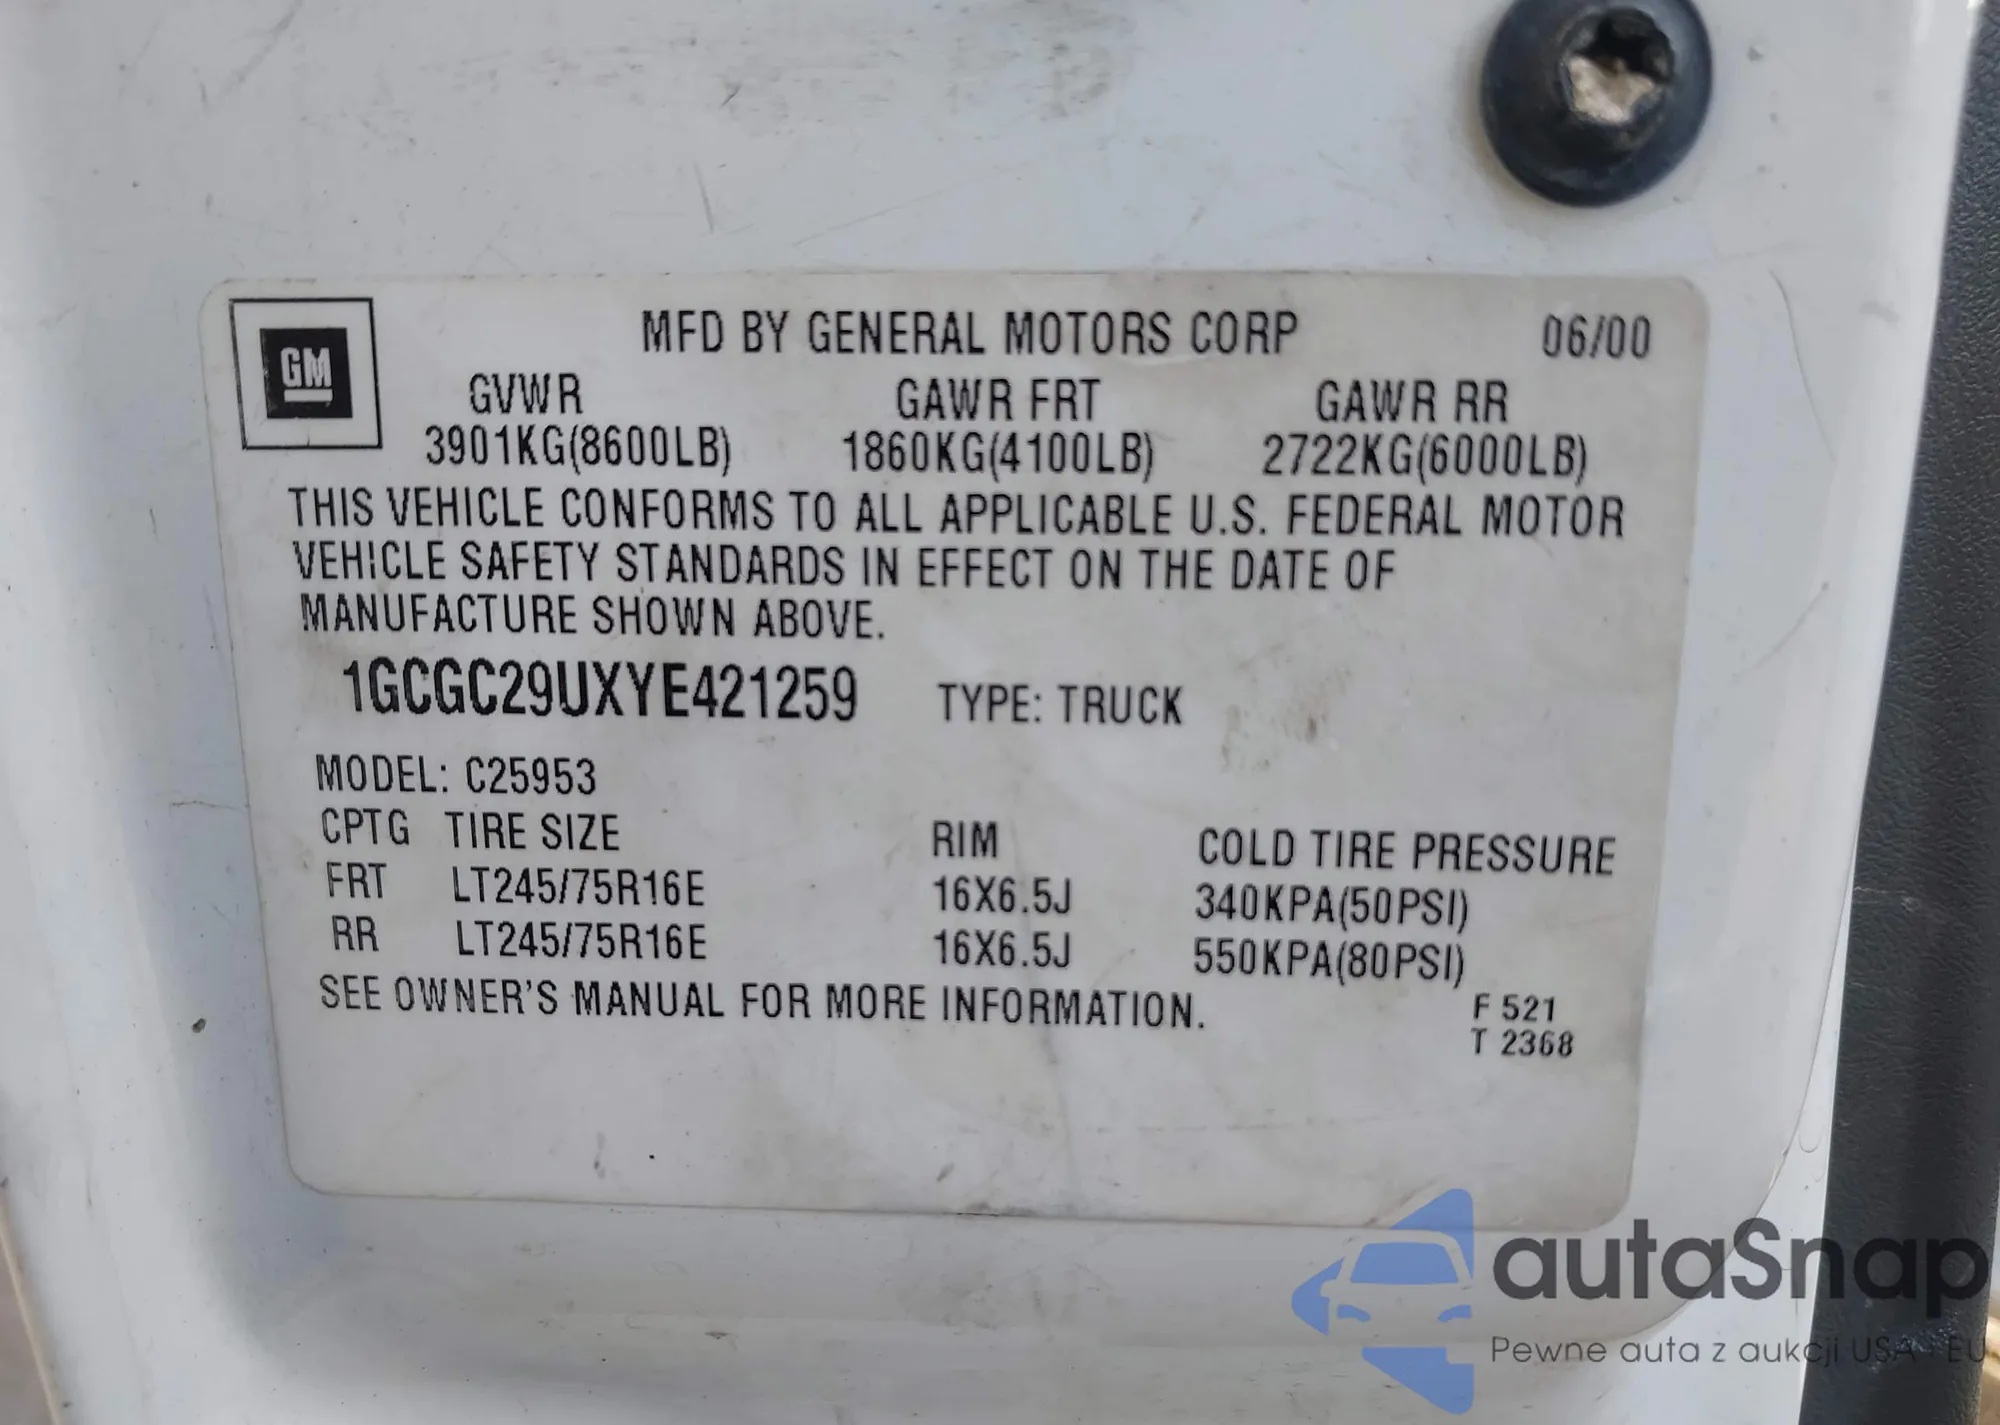 GM
MFD BY GENERAL MOTORS CORP 06/00
GVWR GAWR FRT GAWR RR
3901KG(8600LB) 1860KG(4100LB) 2722KG(6000LB)
THIS VEHICLE CONFORMS TO ALL APPLICABLE U.S. FEDERAL MOTOR
VEHICLE SAFETY STANDARDS IN EFFECT ON THE DATE OF
MANUFACTURE SHOWN ABOVE.
1GCGC29UXYE421259 TYPE: TRUCK
MODEL: C25953
CPTG TIRE SIZE RIM COLD TIRE PRESSURE
FRT LT245/75R16E 16X6.5J 340KPA(50PSI)
RR LT245/75R16E 16X6.5J 550KPA(80PSI)
SEE OWNER'S MANUAL FOR MORE INFORMATION.
F 521
T 2368
autaSnap
Pewne auta z aukcji USA i EU